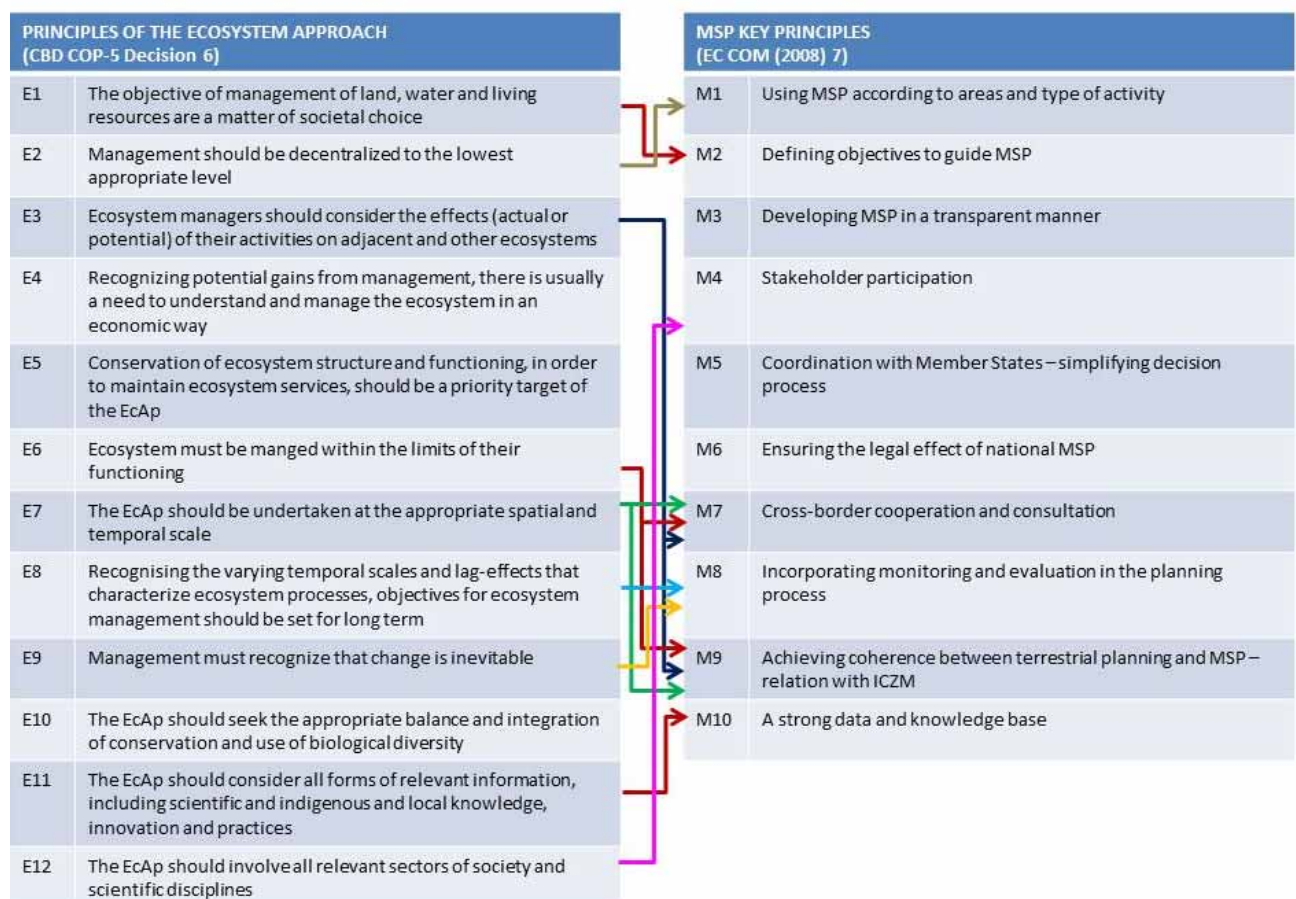 PRINCIPLES OF THE ECOSYSTEM APPROACH
(CBD COP-5 Decision 6)
E1 The objective of management of land, water and living
resources are a matter of societal choice
E2 Management should be decentralized to the lowest
appropriate level
E3 Ecosystem managers should consider the effects (actual or
potential) of their activities on adjacent and other ecosystems
E4 Recognizing potential gains from management, there is usually
a need to understand and manage the ecosystem in an
economic way
E5 Conservation of ecosystem structure and functioning, in order
to maintain ecosystem services, should be a priority target of
the EcAp
E6 Ecosystem must be manged within the limits of their
functioning
E7 The EcAp should be undertaken at the appropriate spatial and
temporal scale
E8 Recognising the varying temporal scales and lag-effects that
characterize ecosystem processes, objectives for ecosystem
management should be set for long term
E9 Management must recognize that change is inevitable
E10 The EcAp should seek the appropriate balance and integration
of conservation and use of biological diversity
E11 The EcAp should consider all forms of relevant information,
including scientific and indigenous and local knowledge,
innovation and practices
E12 The EcAp should involve all relevant sectors of society and
scientific disciplines
MSP KEY PRINCIPLES
(EC COM (2008) 7)
M1 Using MSP according to areas and type of activity
M2 Defining objectives to guide MSP
M3 Developing MSP in a transparent manner
M4 Stakeholder participation
M5 Coordination with Member States – simplifying decision
process
M6 Ensuring the legal effect of national MSP
M7 Cross-border cooperation and consultation
M8 Incorporating monitoring and evaluation in the planning
process
M9 Achieving coherence between terrestrial planning and MSP –
relation with ICZM
M10 A strong data and knowledge base